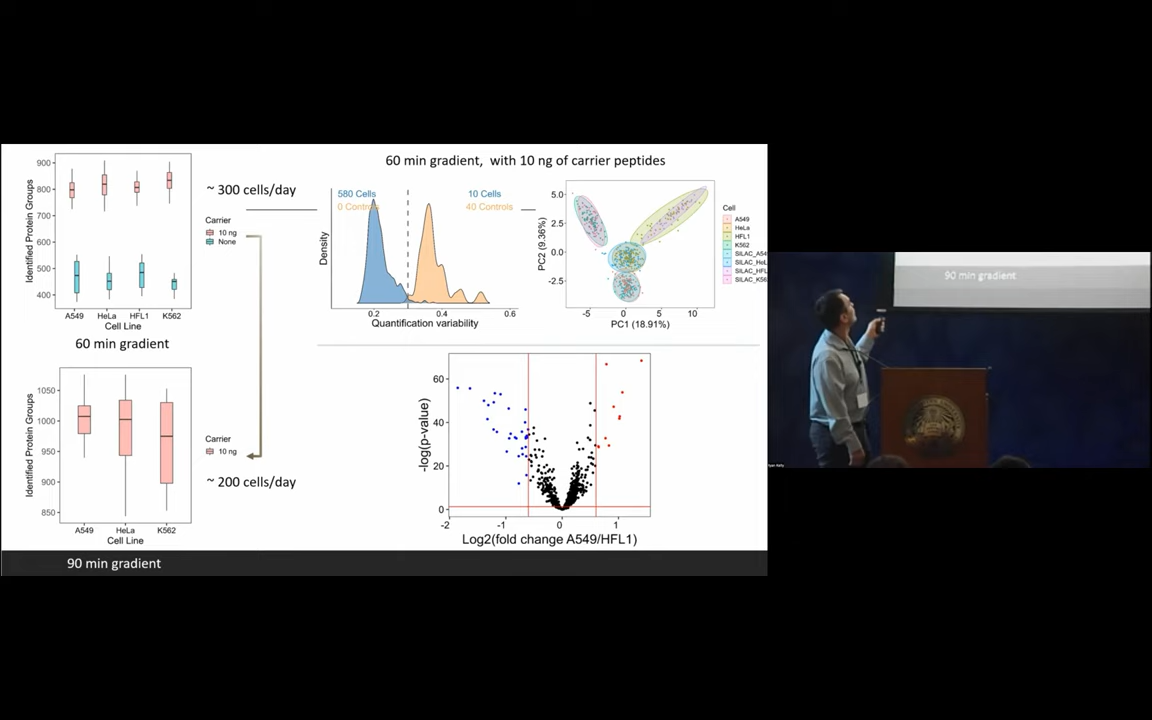 60 min gradient, with 10 ng of carrier peptides
Identified Protein Groups
900
800
700
600
500
400
A549 HeLa HFL1 K562
Cell Line
60 min gradient
Carrier
10 ng
None
~ 300 cells/day
580 Cells
10 Cells
40 Controls
Density
0.2 0.4 0.6
Quantification variability
PC2 (9.36%)
5.0
2.5
0.0
-2.5
-5 0 5 10
PC1 (18.91%)
Cell
A549
HeLa
HFL1
K562
Identified Protein Groups
1050
1000
950
900
850
A549 HeLa K562
Cell Line
Carrier
10 ng
~ 200 cells/day
90 min gradient
-log(p-value)
60
40
20
0
-2 -1 0 1
Log2(fold change A549/HFL1)
90 min gradient